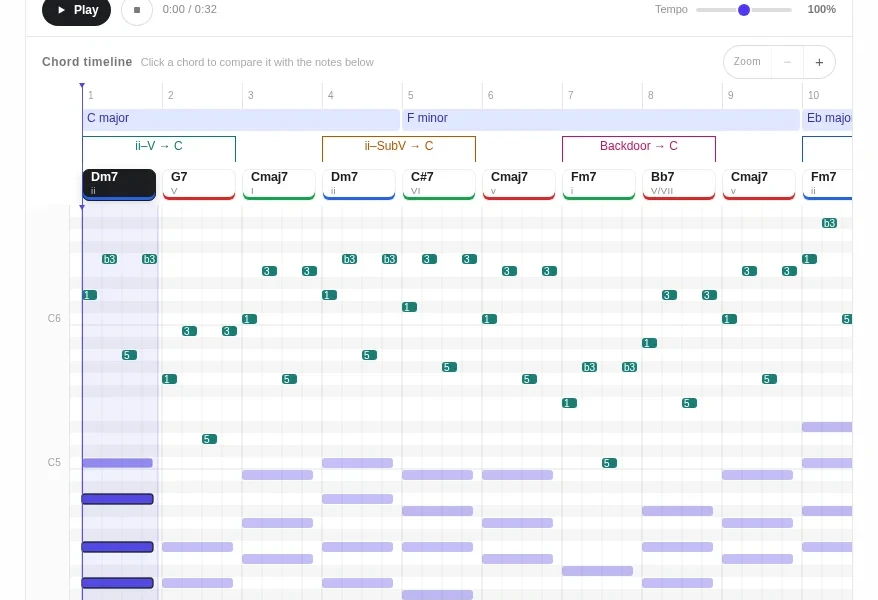 Play 0:00 / 0:32 Tempo 100%
Chord timeline Click a chord to compare it with the notes below Zoom − +
1 2 3 4 5 6 7 8 9 10
C major F minor Eb major
ii–V → C ii–SubV → C Backdoor → C
Dm7 G7 Cmaj7 Dm7 C#7 Cmaj7 Fm7 Bb7 Cmaj7 Fm7
ii V I ii VI v i V/VII v ii
b3
b3 b3 b3 b3 3 3 1
3 3 3 3 3 3
1 1 3 3
1
C6 1 1 1 5
3 3
1
5 5
5 b3 b3
1 5 5 5
1 5
5
C5 5